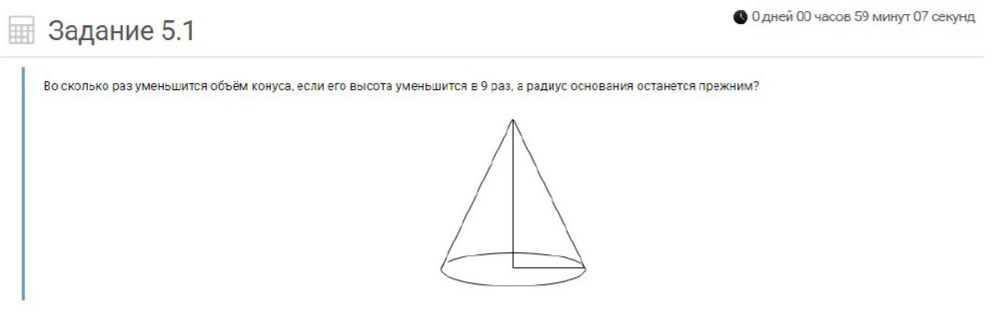 0 дней 00 часов 59 минут 07 секунд
Задание 5.1
Во сколько раз уменьшится объём конуса, если его высота уменьшится в 9 раз, а радиус основания останется прежним?